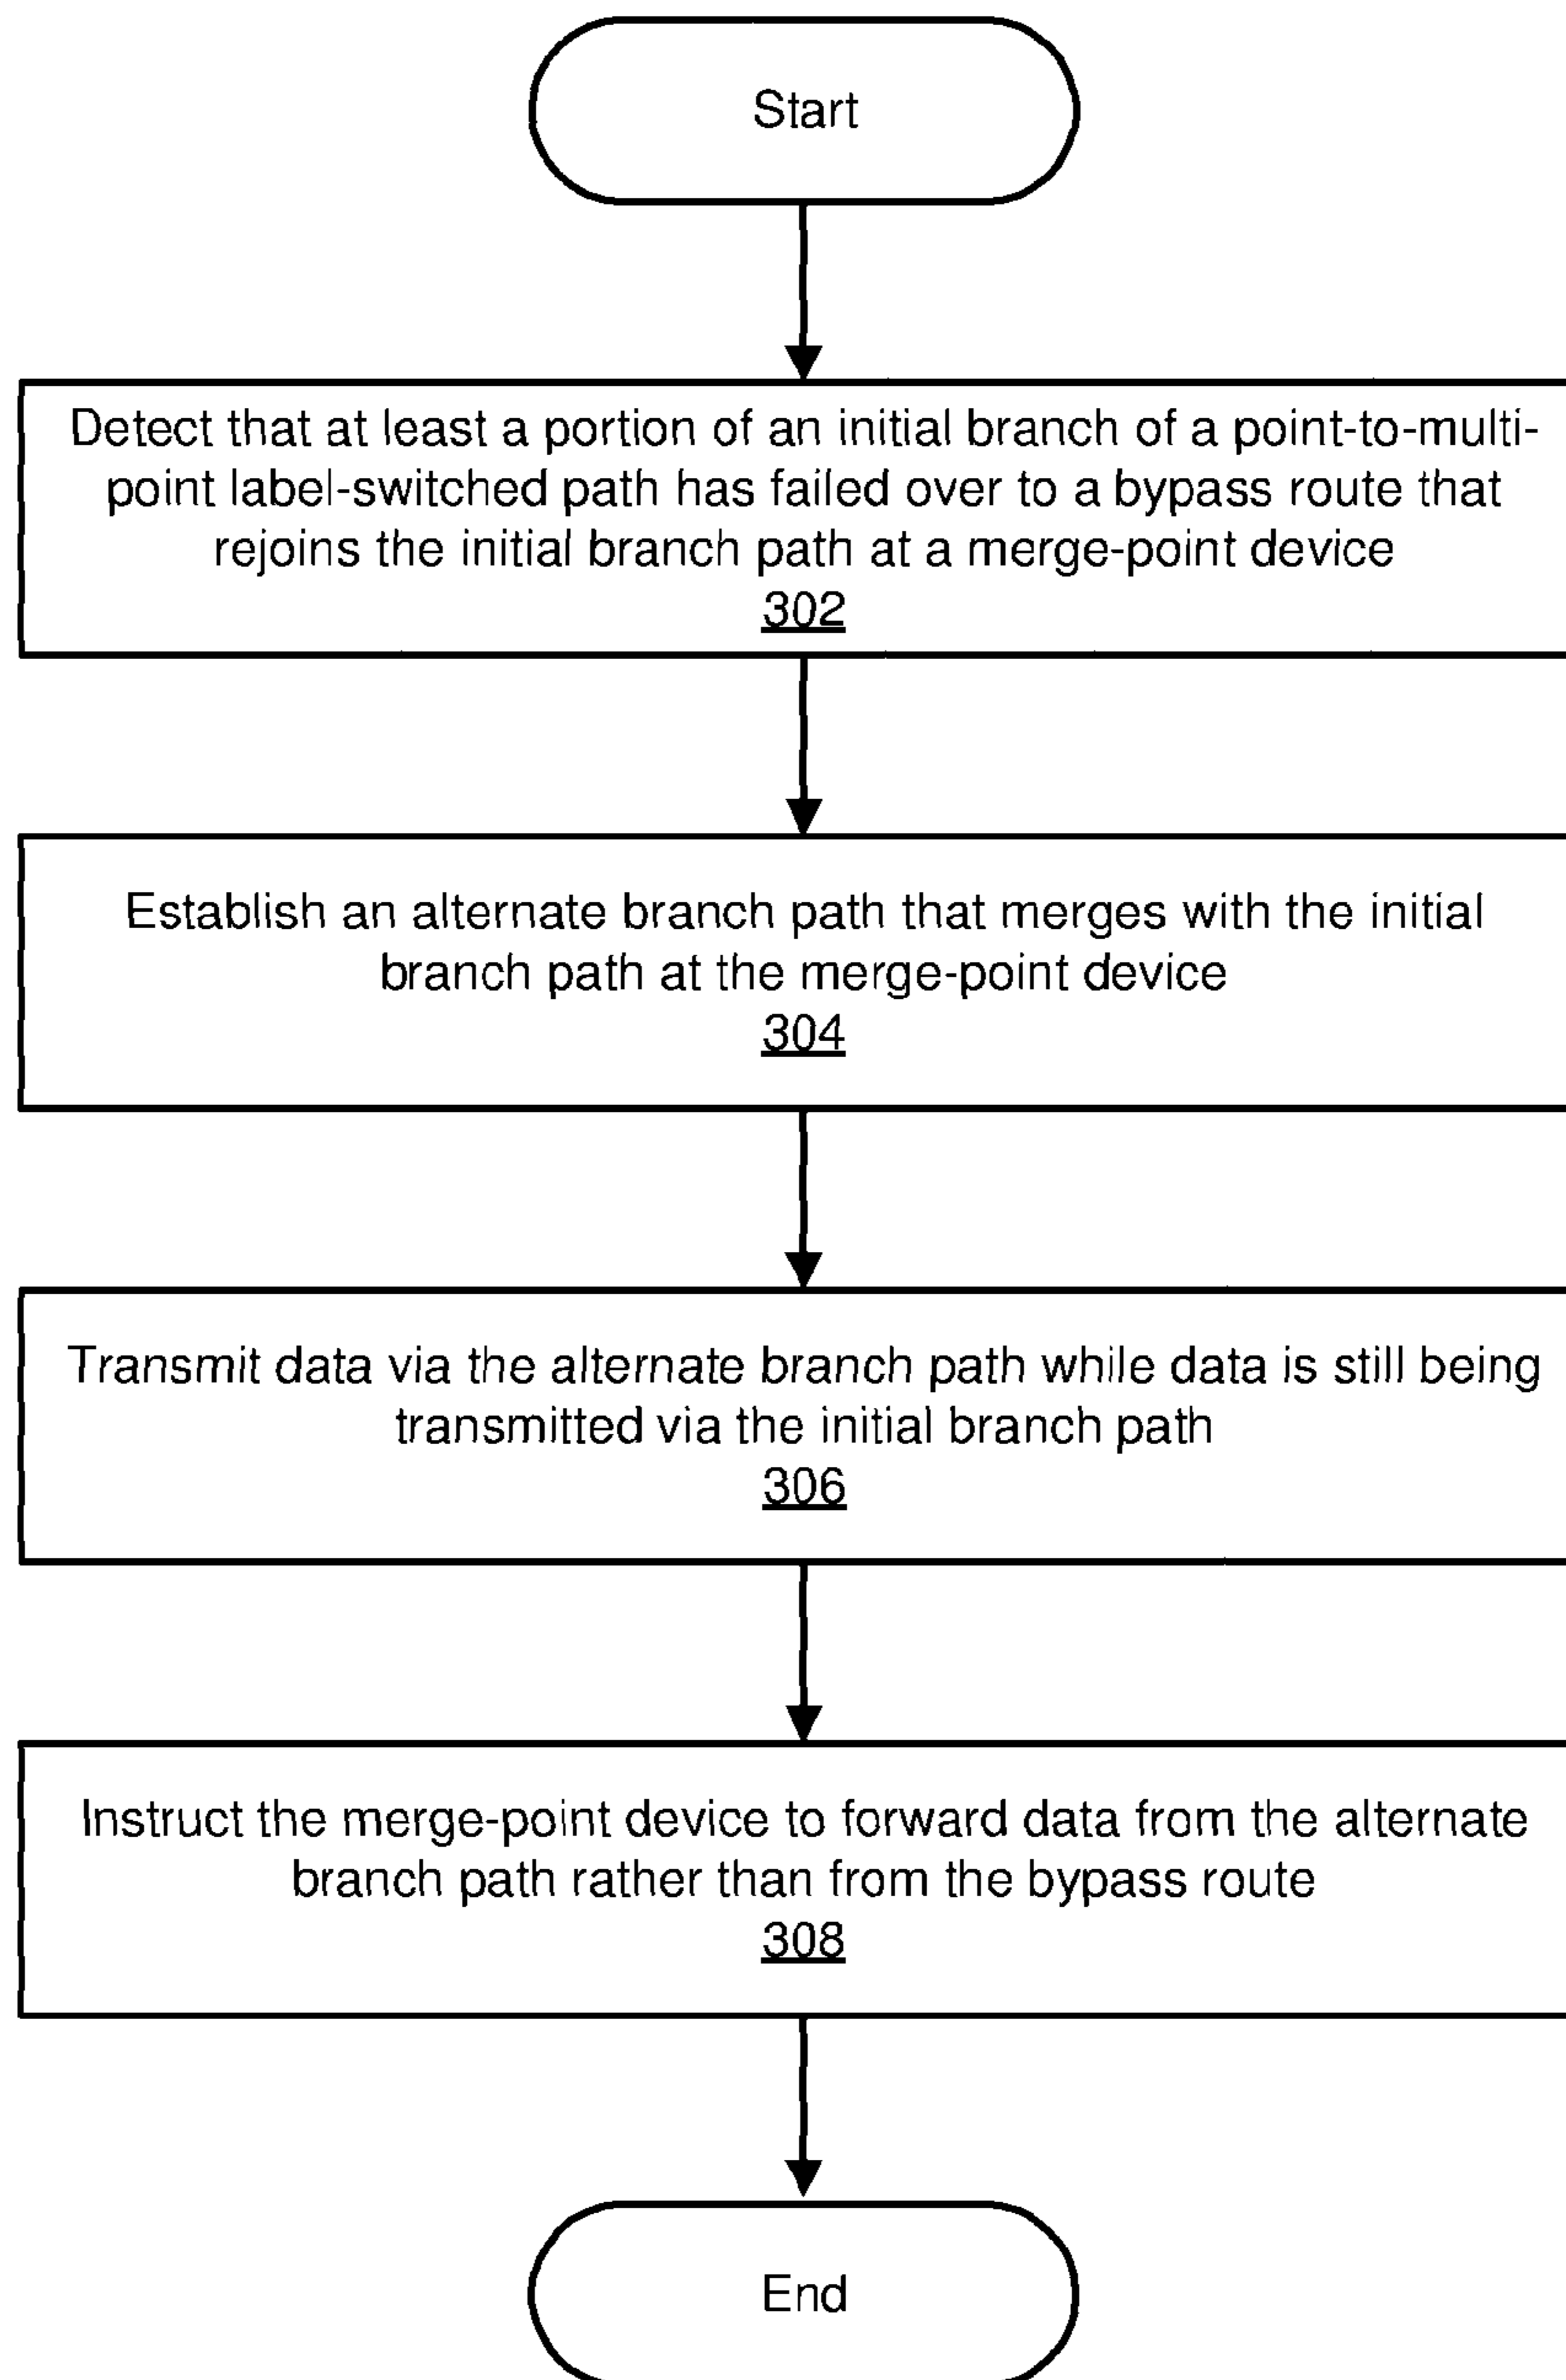 Start
Detect that at least a portion of an initial branch of a point-to-multi-
point label-switched path has failed over to a bypass route that
rejoins the initial branch path at a merge-point device
302
Establish an alternate branch path that merges with the initial
branch path at the merge-point device
304
Transmit data via the alternate branch path while data is still being
transmitted via the initial branch path
306
Instruct the merge-point device to forward data from the alternate
branch path rather than from the bypass route
308
End